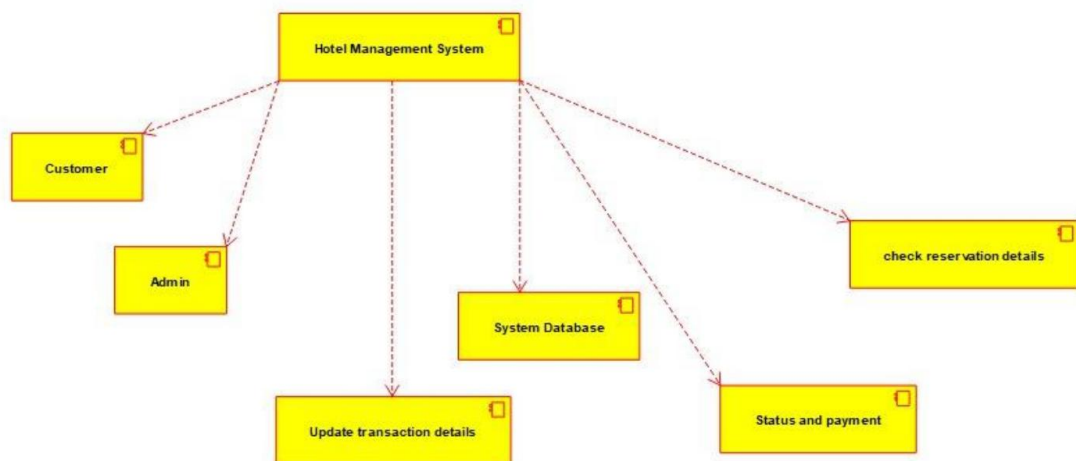 Hotel Management System
Customer
check reservation details
Admin
System Database
Status and payment
Update transaction details